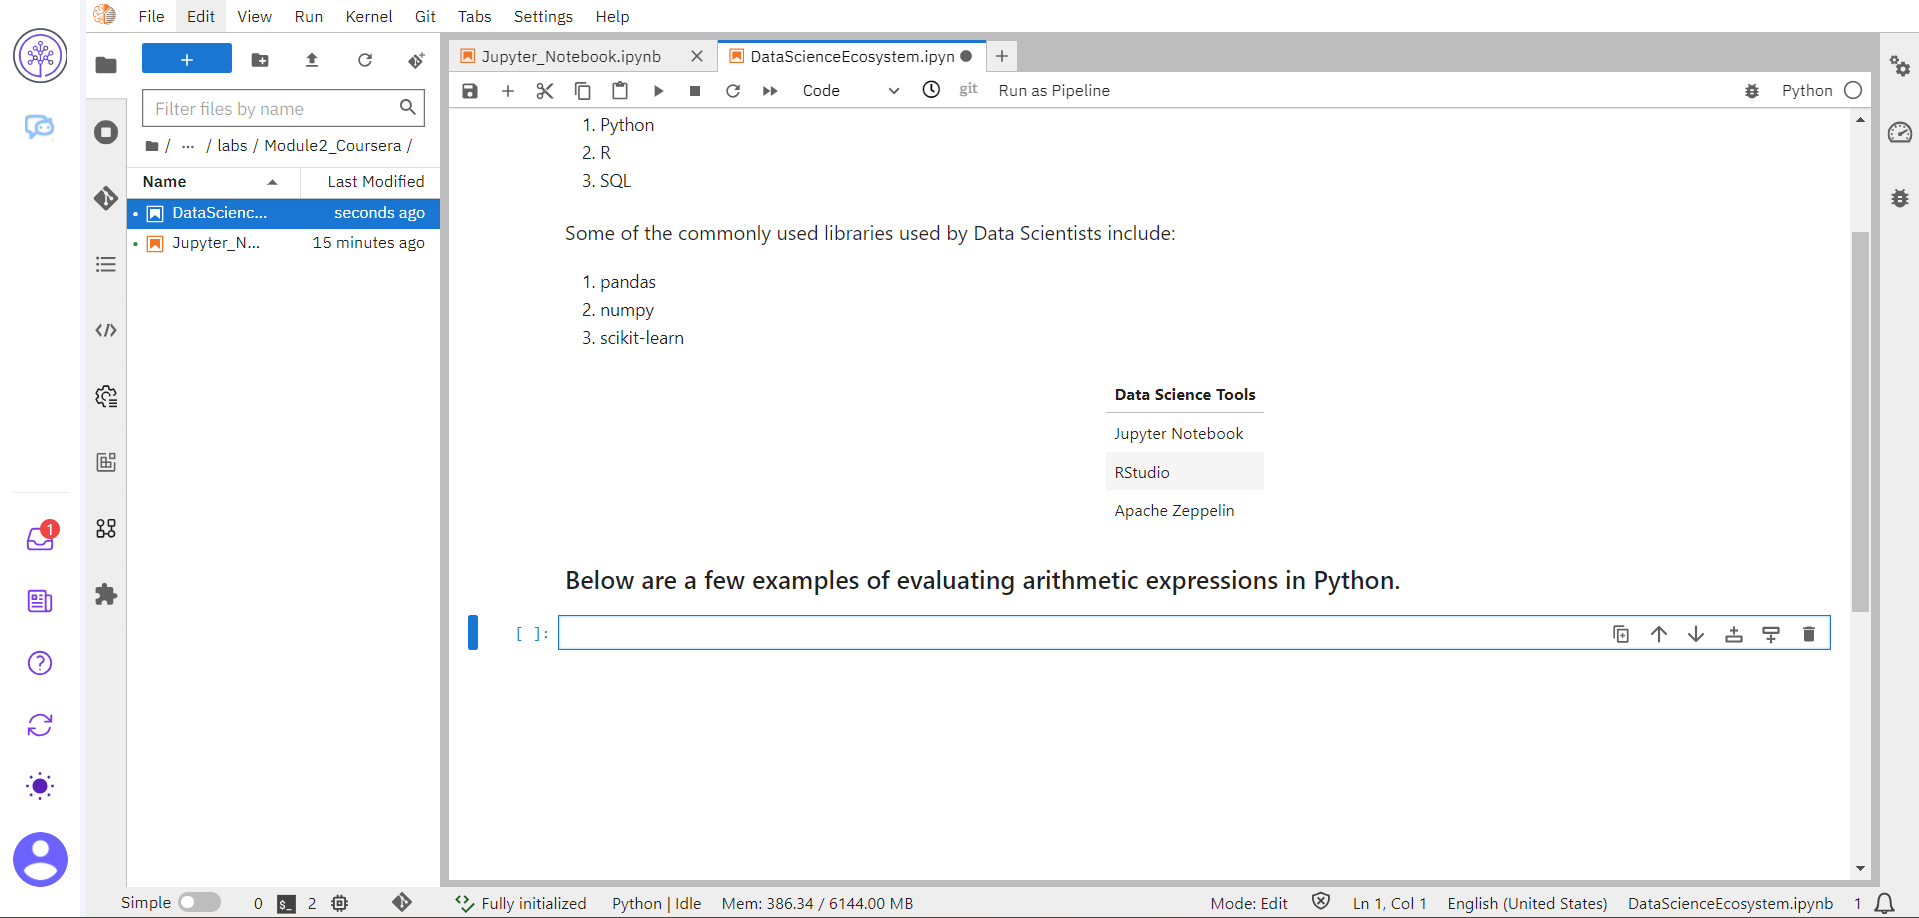 File Edit View Run Kernel Git Tabs Settings Help
Filter files by name
/ ... / labs / Module2_Coursera /
Name Last Modified
DataScienc... seconds ago
Jupyter_N... 15 minutes ago
Jupyter_Notebook.ipynb DataScienceEcosystem.ipyn
Code git Run as Pipeline Python
1. Python
2. R
3. SQL
Some of the commonly used libraries used by Data Scientists include:
1. pandas
2. numpy
3. scikit-learn
Data Science Tools
Jupyter Notebook
RStudio
Apache Zeppelin
Below are a few examples of evaluating arithmetic expressions in Python.
[ ]:
1
Simple 0 $_ 2 Fully initialized Python | Idle Mem: 386.34 / 6144.00 MB Mode: Edit Ln 1, Col 1 English (United States) DataScienceEcosystem.ipynb 1